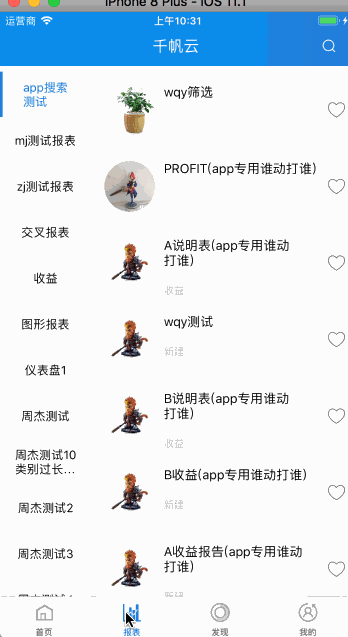 iPhone 8 Plus - iOS 11.1
运营商
上午10:31
千帆云
app搜索
测试
mj测试报表
zj测试报表
交叉报表
收益
图形报表
仪表盘1
周杰测试
周杰测试10
类别过长...
周杰测试2
周杰测试3
wqy筛选
PROFIT(app专用谁动打谁)
A说明表(app专用谁动
打谁)
收益
wqy测试
新建
B说明表(app专用谁动
打谁)
收益
B收益(app专用谁动打谁)
新建
A收益报告(app专用谁动
打谁)
新建
首页
报表
发现
我的